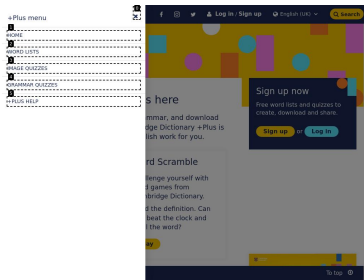 +Plus menu
HOME
WORD LISTS
IMAGE QUIZZES
GRAMMAR QUIZZES
+PLUS HELP
Log in / Sign up
English (UK)
Search
s here
mmar, and download
bridge Dictionary +Plus is
lish work for you.
Sign up now
Free word lists and quizzes to
create, download and share.
Sign up or Log in
rd Scramble
allenge yourself with
d games from
mbridge Dictionary.
d the definition. Can
beat the clock and
l the word?
ay
To top